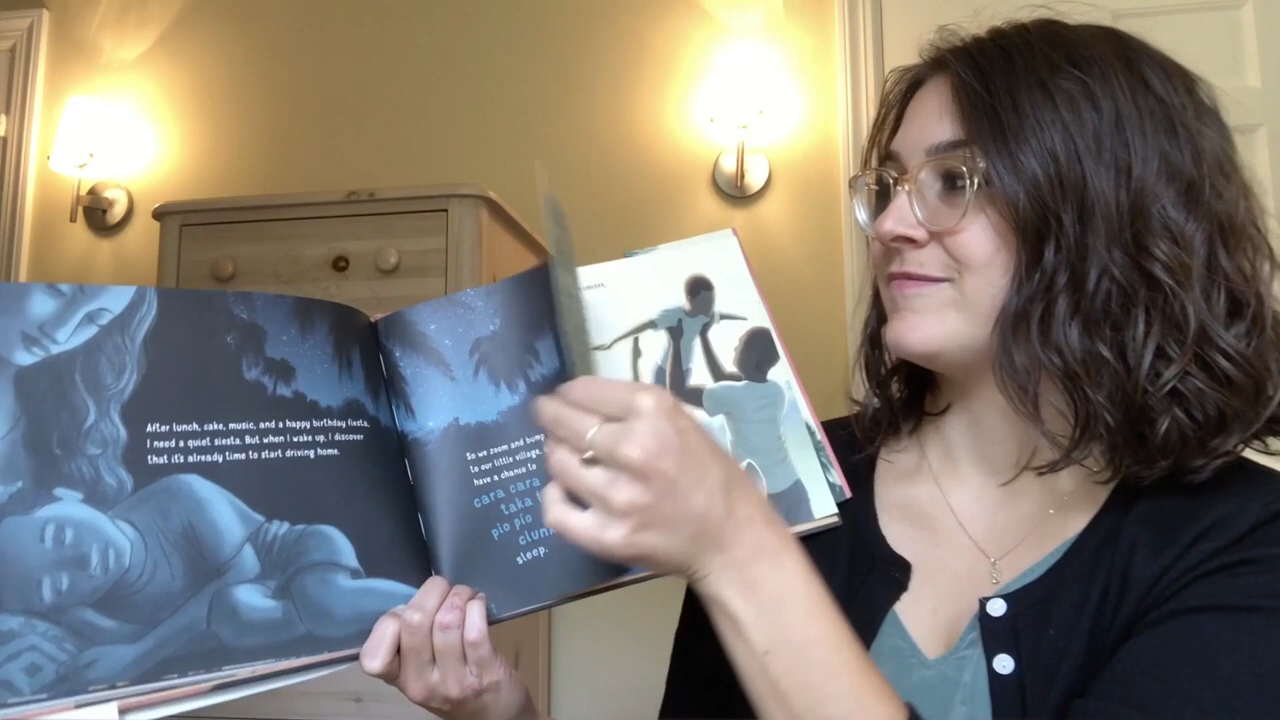 After lunch, cake, music, and a happy birthday fiesta,
I need a quiet siesta. But when I wake up, I discover
that it's already time to start driving home.
So we zoom and bump
to our little village,
have a chance to
cara cara
taka
pio pío
clun
sleep.